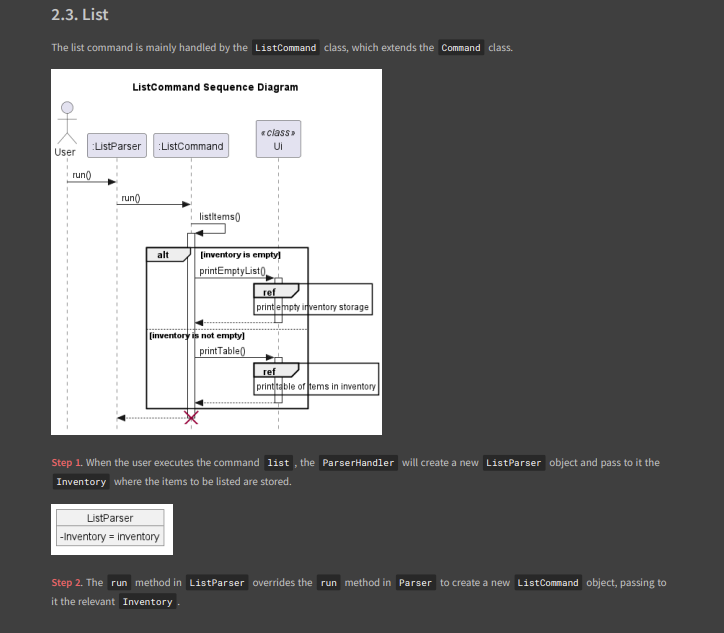 2.3. List
The list command is mainly handled by the ListCommand class, which extends the Command class.
ListCommand Sequence Diagram
User
:ListParser
:ListCommand
«class»
Ui
run()
run()
listItems()
alt
[inventory is empty]
printEmptyList()
ref
print empty inventory storage
[inventory is not empty]
printTable()
ref
print table of items in inventory
Step 1. When the user executes the command list , the ParserHandler will create a new ListParser object and pass to it the
Inventory where the items to be listed are stored.
ListParser
-Inventory = inventory
Step 2. The run method in ListParser overrides the run method in Parser to create a new ListCommand object, passing to
it the relevant Inventory .